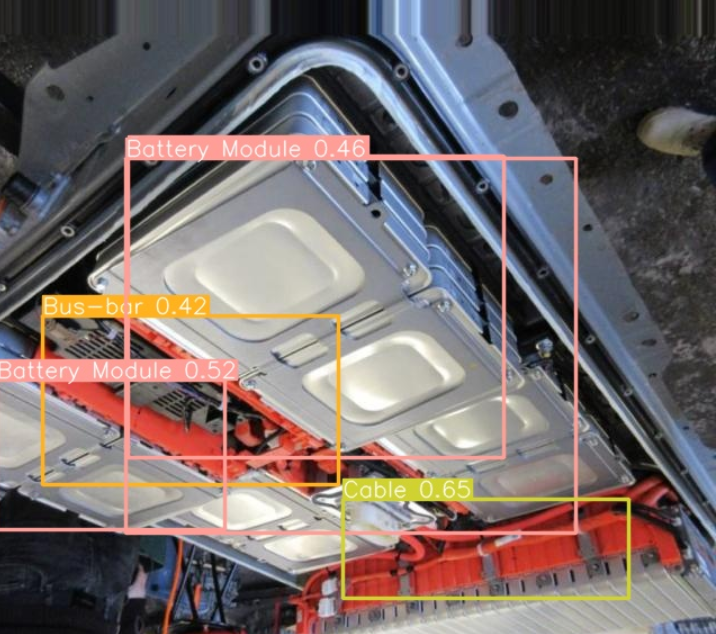 Battery Module 0.46
Bus-bar 0.42
Battery Module 0.52
Cable 0.65